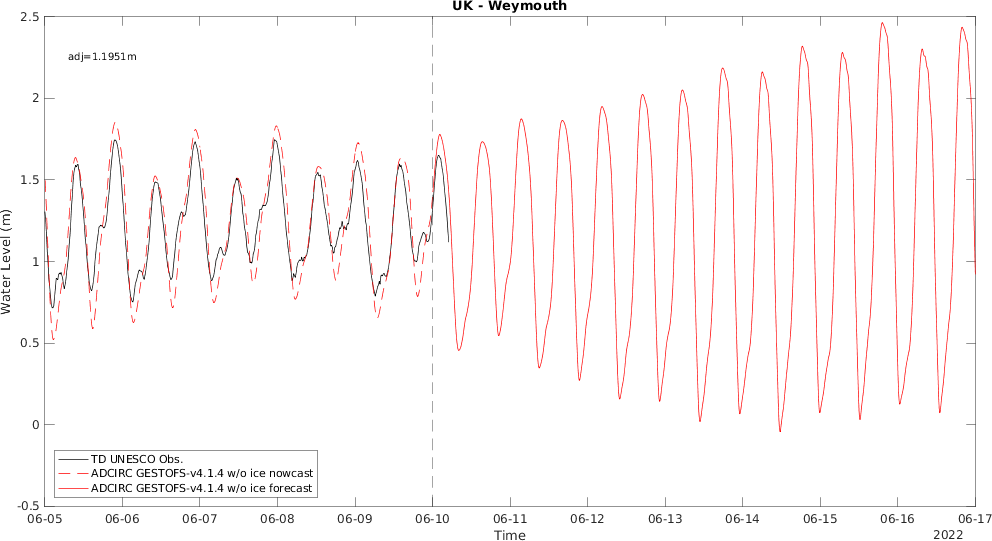 UK - Weymouth
adj=1.1951m
2.5
2
1.5
1
0.5
0
-0.5
Water Level (m)
TD UNESCO Obs.
ADCIRC GESTOFS-v4.1.4 w/o ice nowcast
ADCIRC GESTOFS-v4.1.4 w/o ice forecast
06-05 06-06 06-07 06-08 06-09 06-10 06-11 06-12 06-13 06-14 06-15 06-16 06-17
Time
2022